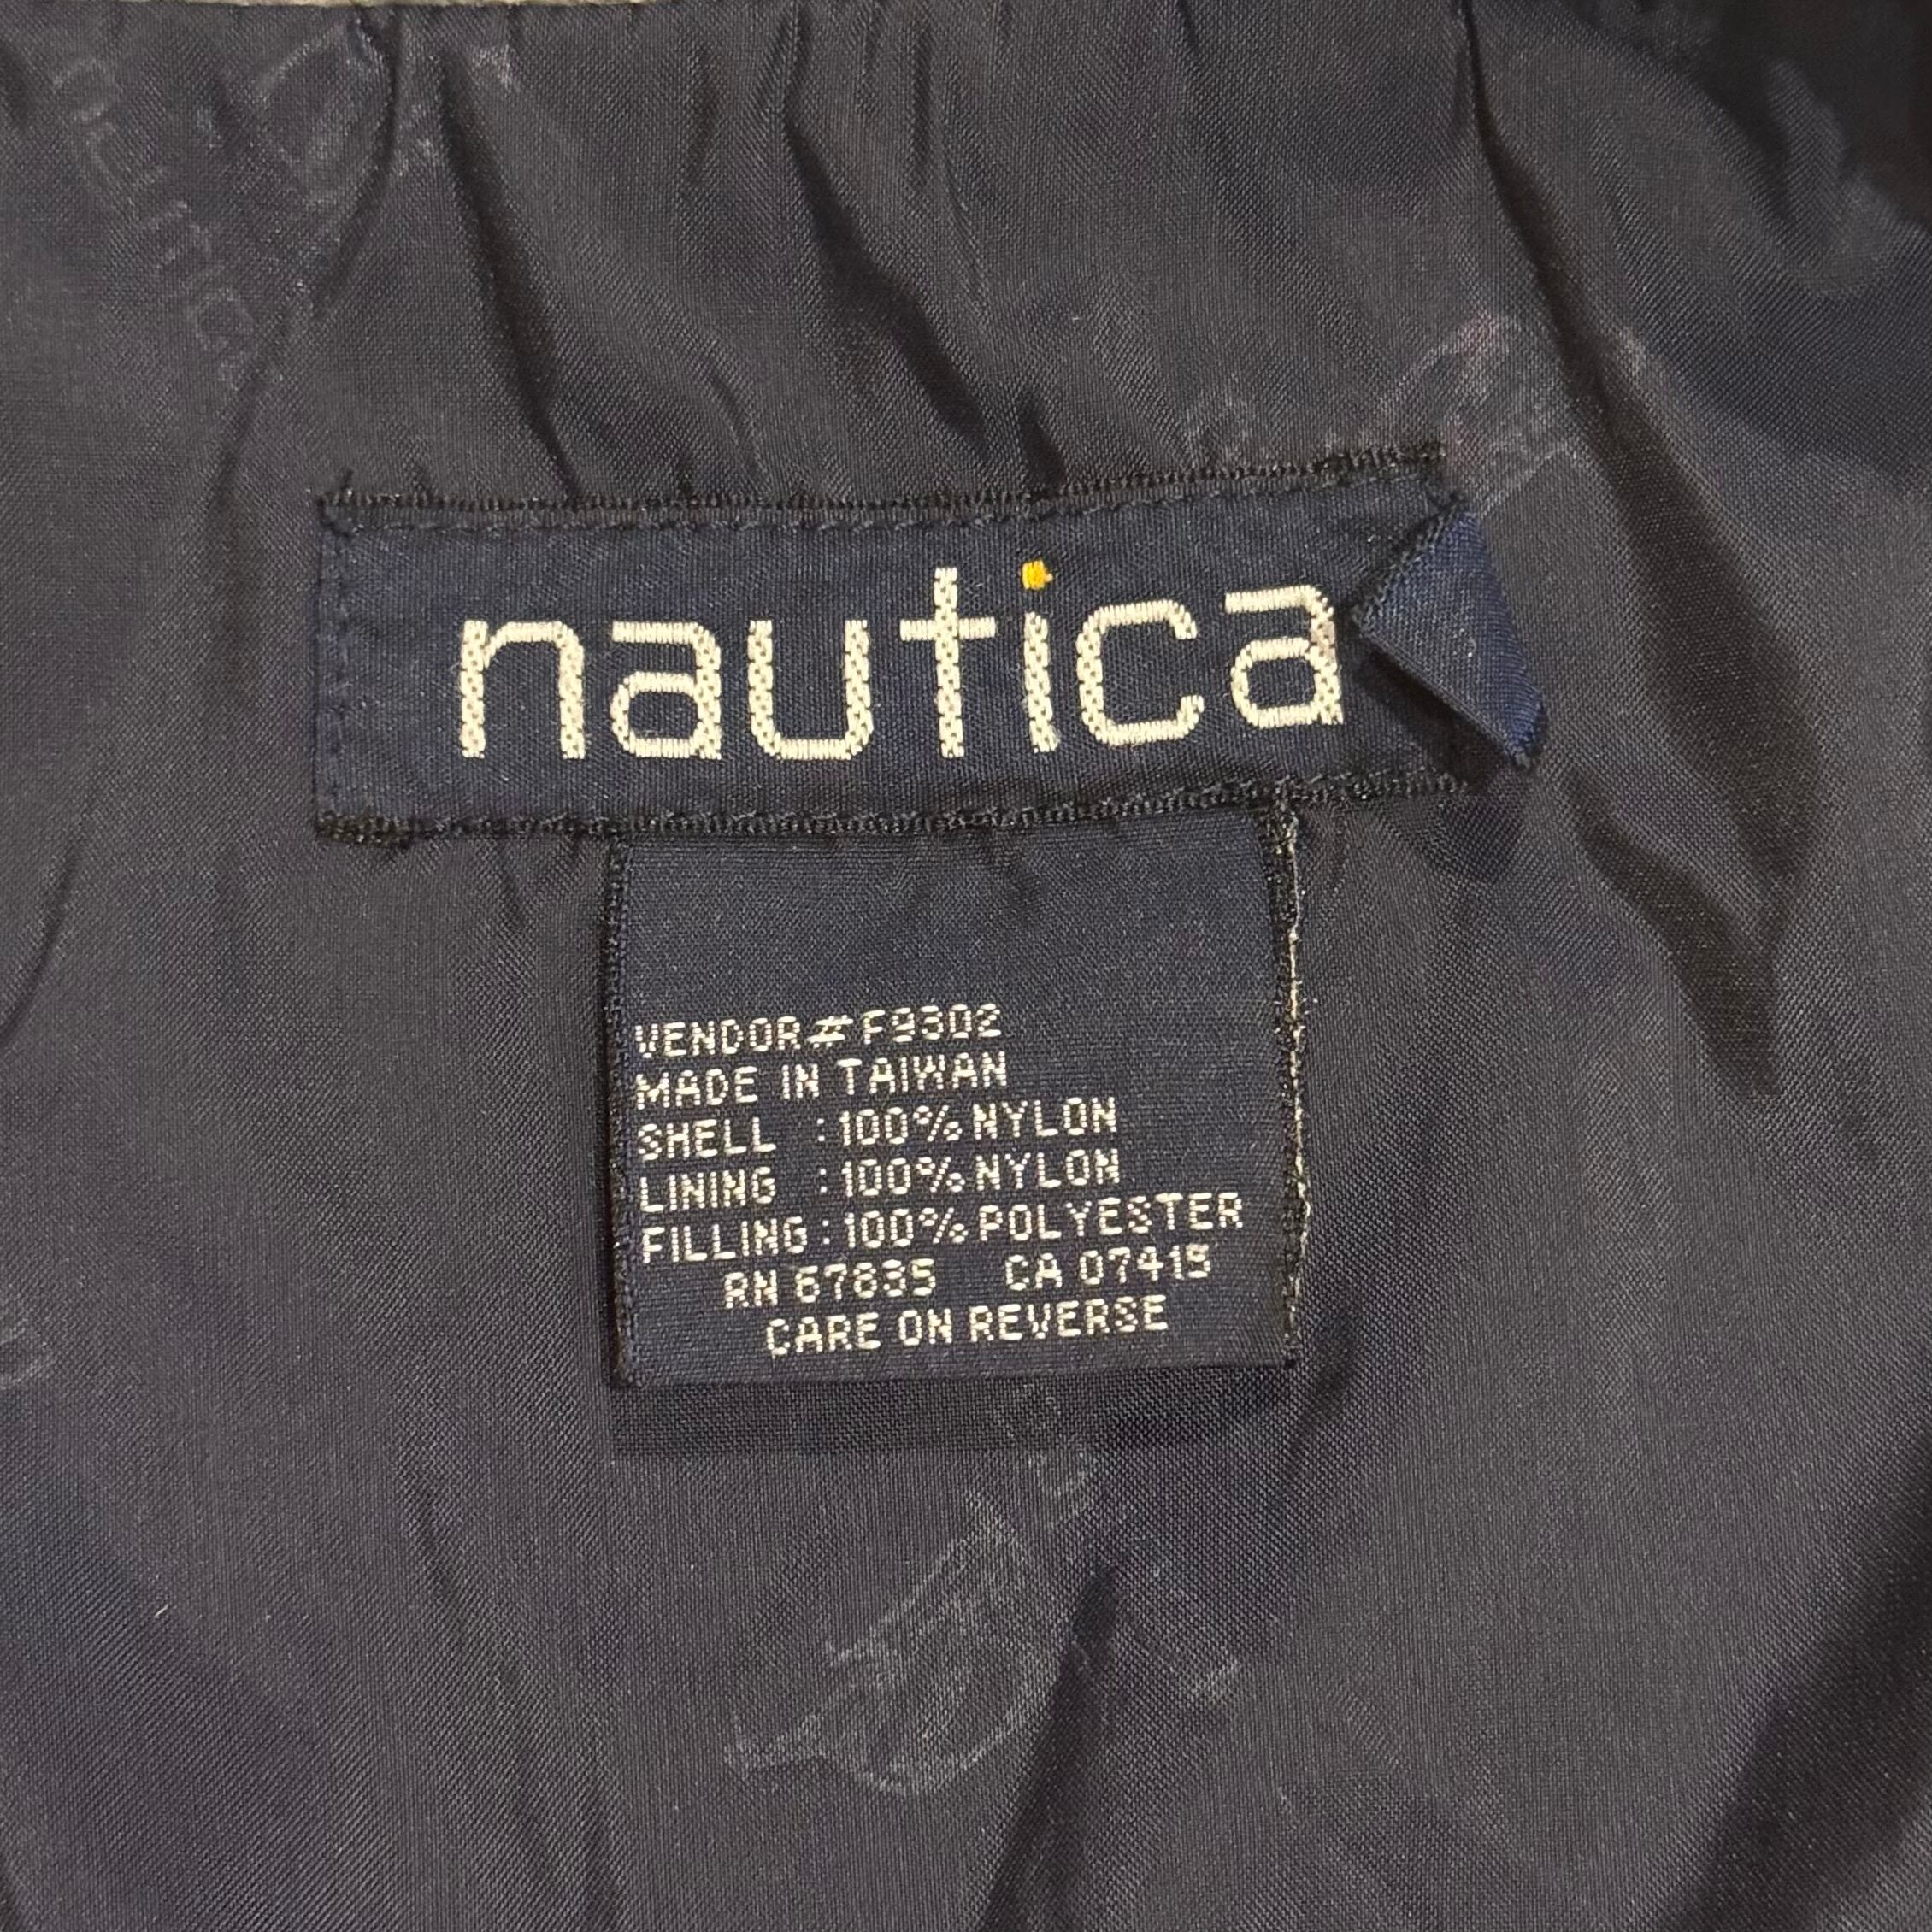 nautica
VENDOR# F9302
MADE IN TAIWAN
SHELL : 100% NYLON
LINING : 100% NYLON
FILLING : 100% POLYESTER
RN 67835 CA 07415
CARE ON REVERSE